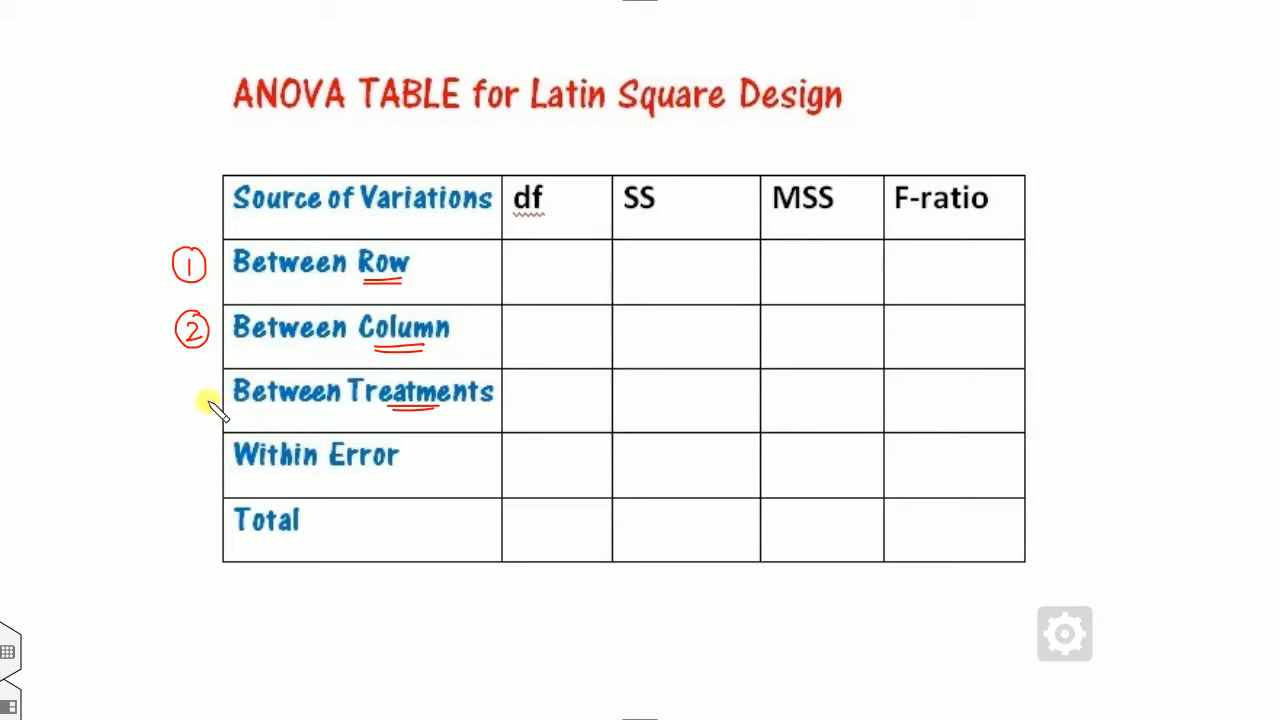 ANOVA TABLE for Latin Square Design
Source of Variations df SS MSS F-ratio
1 Between Row
2 Between Column
Between Treatments
Within Error
Total